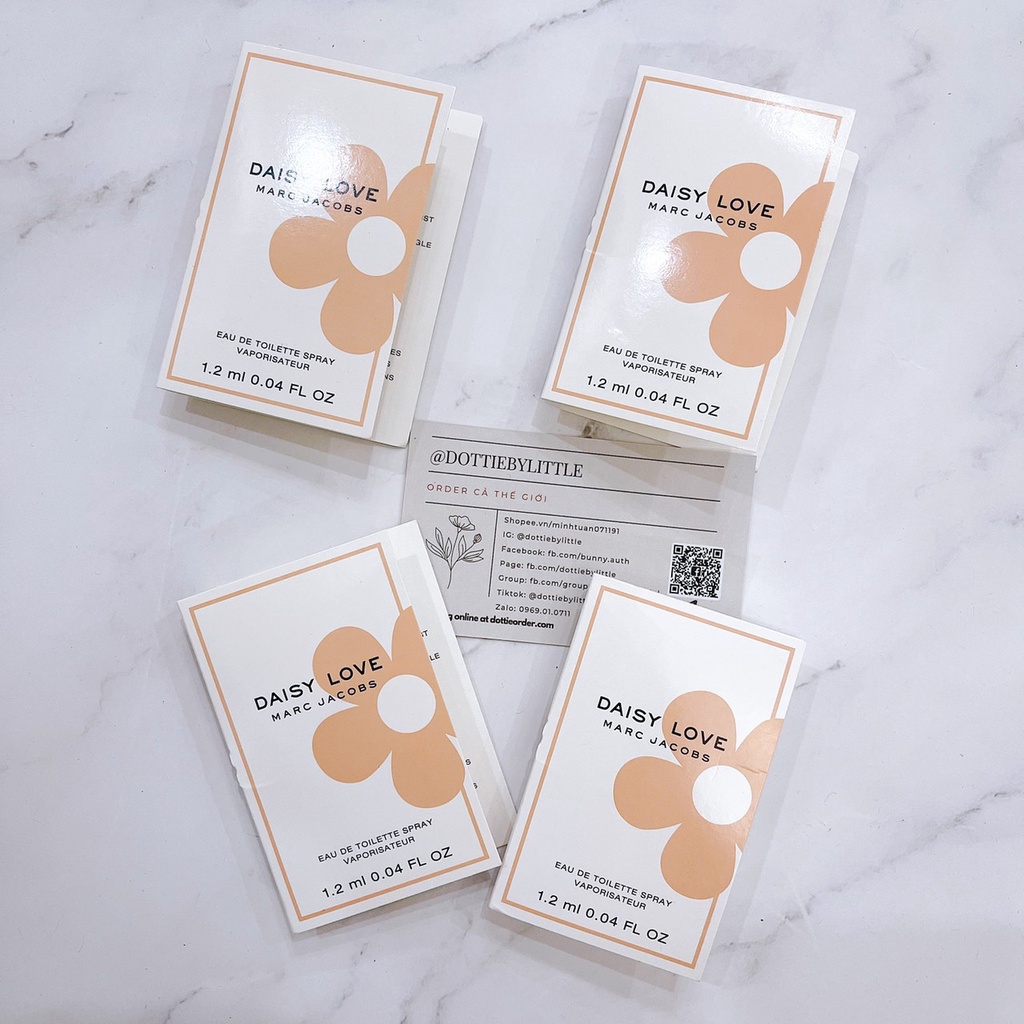 DAISY LOVE
MARC JACOBS
EAU DE TOILETTE SPRAY
VAPORISATEUR
1.2 ml 0.04 FL OZ
DAISY LOVE
MARC JACOBS
EAU DE TOILETTE SPRAY
VAPORISATEUR
1.2 ml 0.04 FL OZ
@DOTTIEBYLITTLE
ORDER CẢ THẾ GIỚI
Shopee.vn/minhtuan071191
IG: @dottiebylittle
Facebook: fb.com/bunny.auth
Page: fb.com/dottiebylittle
Group: fb.com/group
Tiktok: @dottiebylitt
Zalo: 0969.01.0711
g online at dottieorder.com
DAISY LOVE
MARC JACOBS
EAU DE TOILETTE SPRAY
VAPORISATEUR
1.2 ml 0.04 FL OZ
DAISY LOVE
MARC JACOBS
EAU DE TOILETTE SPRAY
VAPORISATEUR
1.2 ml 0.04 FL OZ